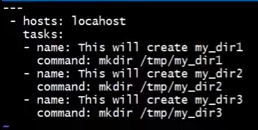 ---
- hosts: locahost
  tasks:
  - name: This will create my_dir1
    command: mkdir /tmp/my_dir1
  - name: This will create my_dir2
    command: mkdir /tmp/my_dir2
  - name: This will create my_dir3
    command: mkdir /tmp/my_dir3
~